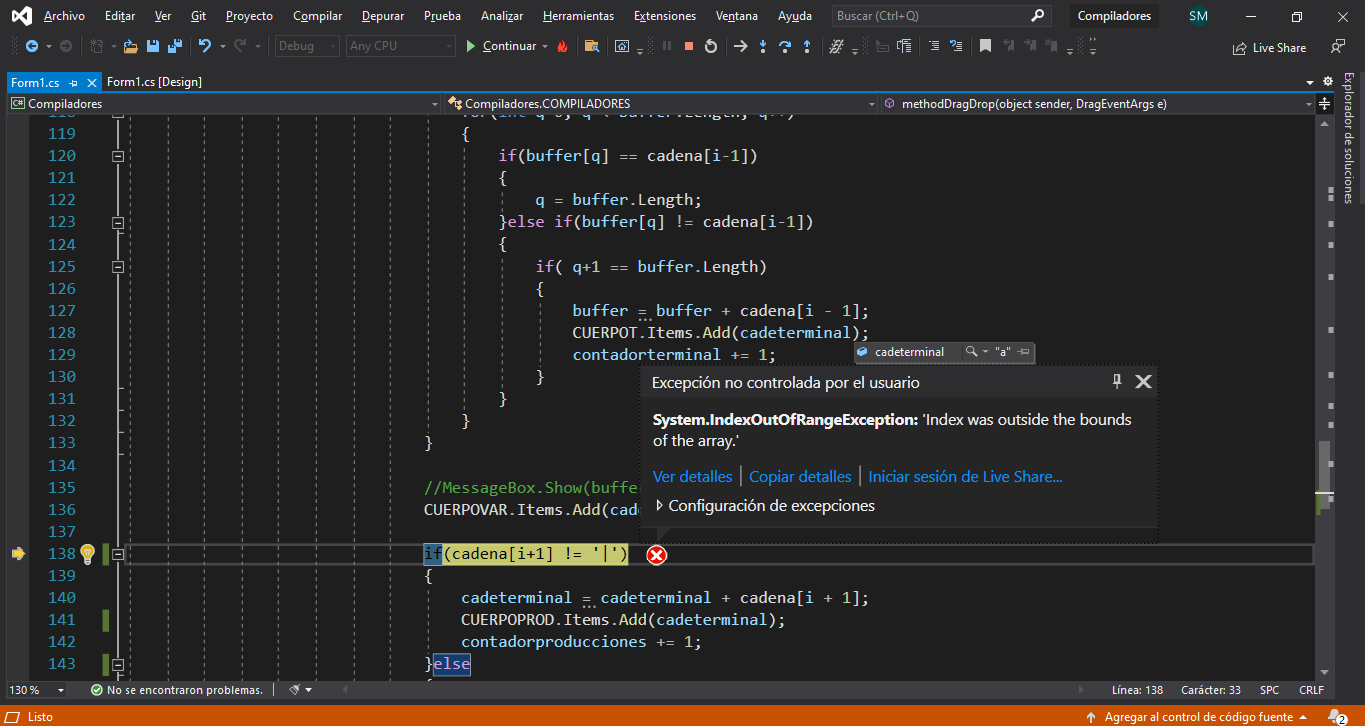 Archivo Editar Ver Git Proyecto Compilar Depurar Prueba Analizar Herramientas Extensiones Ventana Ayuda Buscar (Ctrl+Q) Compiladores SM
Debug Any CPU Continuar Live Share
Form1.cs Form1.cs [Design]
Compiladores Compiladores.COMPILADORES methodDragDrop(object sender, DragEventArgs e)
Explorador de soluciones
119 {
120 if(buffer[q] == cadena[i-1])
121 {
122 q = buffer.Length;
123 }else if(buffer[q] != cadena[i-1])
124 {
125 if( q+1 == buffer.Length)
126 {
127 buffer = buffer + cadena[i - 1];
128 CUERPOT.Items.Add(cadeterminal);
129 contadorterminal += 1;
cadeterminal "a"
130 }
131 }
132 }
133 }
134
135 //MessageBox.Show(buffe
136 CUERPOVAR.Items.Add(cad
137
Excepción no controlada por el usuario
System.IndexOutOfRangeException: 'Index was outside the bounds
of the array.'
Ver detalles | Copiar detalles | Iniciar sesión de Live Share...
Configuración de excepciones
138 if(cadena[i+1] != '|')
139 {
140 cadeterminal = cadeterminal + cadena[i + 1];
141 CUERPOPROD.Items.Add(cadeterminal);
142 contadorproducciones += 1;
143 }else
130 % No se encontraron problemas. Línea: 138 Carácter: 33 SPC CRLF
Listo Agregar al control de código fuente 2